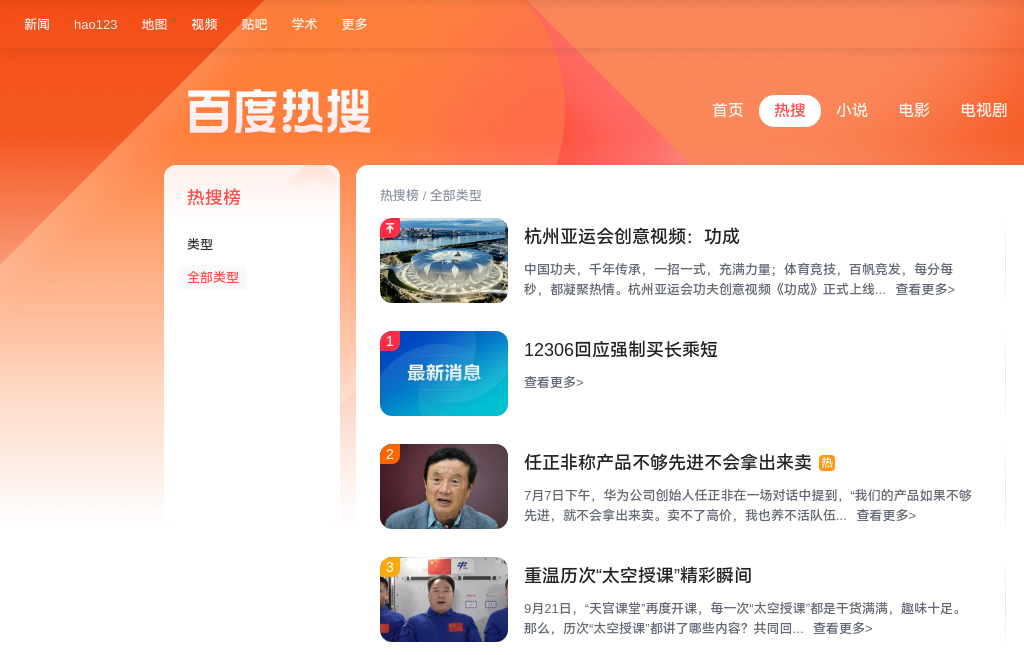 新闻 hao123 地图 视频 贴吧 学术 更多
百度热搜
首页 热搜 小说 电影 电视剧
热搜榜
类型
全部类型
热搜榜 / 全部类型
杭州亚运会创意视频：功成
中国功夫，千年传承，一招一式，充满力量；体育竞技，百帆竞发，每分每
秒，都凝聚热情。杭州亚运会功夫创意视频《功成》正式上线... 查看更多>
1
最新消息
12306回应强制买长乘短
查看更多>
2
任正非称产品不够先进不会拿出来卖 热
7月7日下午，华为公司创始人任正非在一场对话中提到，“我们的产品如果不够
先进，就不会拿出来卖。卖不了高价，我也养不活队伍... 查看更多>
3
重温历次“太空授课”精彩瞬间
9月21日，“天宫课堂”再度开课，每一次“太空授课”都是干货满满，趣味十足。
那么，历次“太空授课”都讲了哪些内容？共同回... 查看更多>